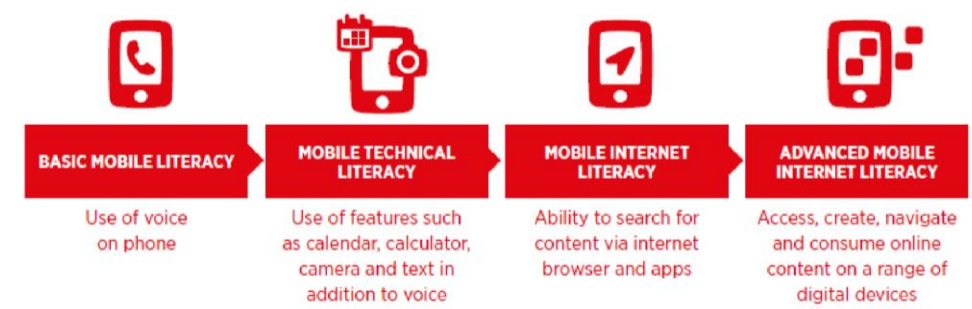 BASIC MOBILE LITERACY
Use of voice
on phone
MOBILE TECHNICAL
LITERACY
Use of features such
as calendar, calculator,
camera and text in
addition to voice
MOBILE INTERNET
LITERACY
Ability to search for
content via internet
browser and apps
ADVANCED MOBILE
INTERNET LITERACY
Access, create, navigate
and consume online
content on a range of
digital devices